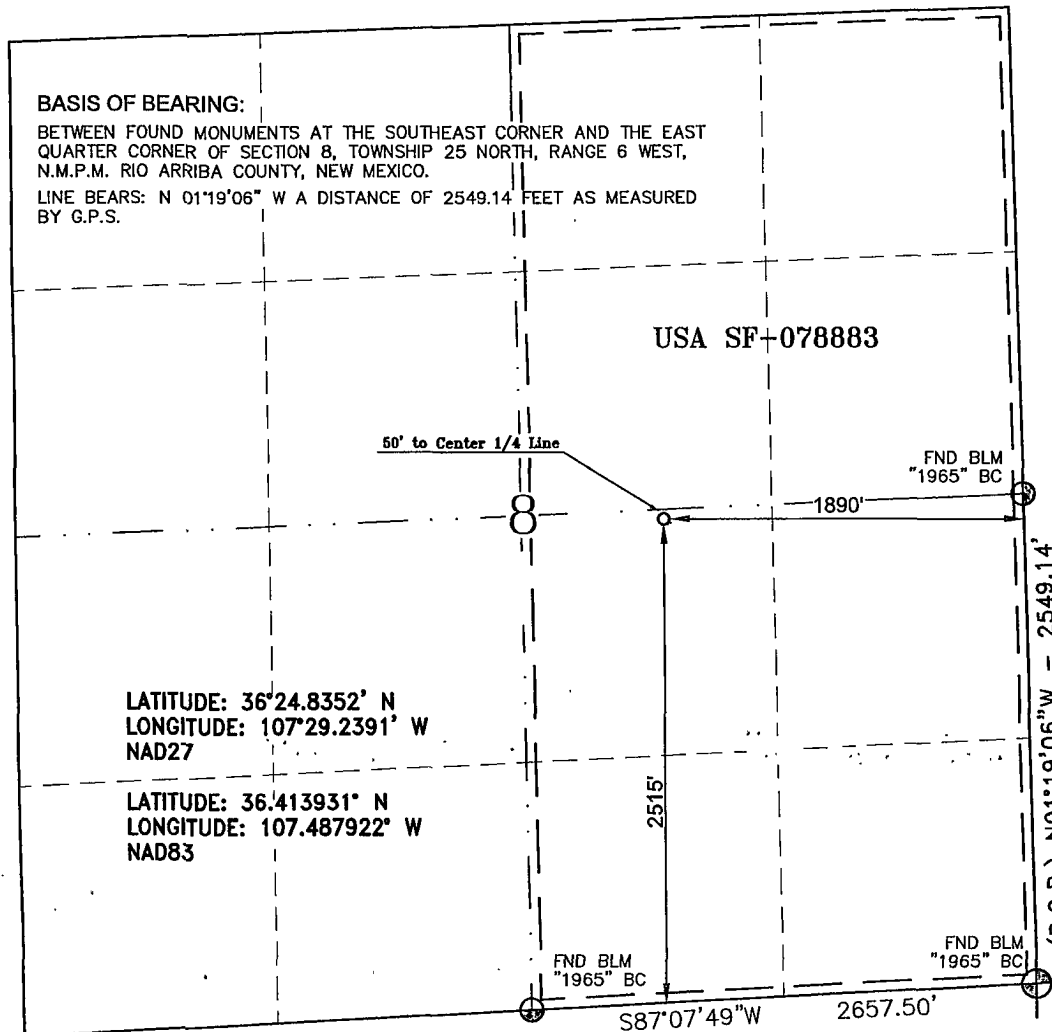 BASIS OF BEARING:
BETWEEN FOUND MONUMENTS AT THE SOUTHEAST CORNER AND THE EAST
QUARTER CORNER OF SECTION 8, TOWNSHIP 25 NORTH, RANGE 6 WEST,
N.M.P.M. RIO ARRIBA COUNTY, NEW MEXICO.
LINE BEARS: N 01°19'06" W A DISTANCE OF 2549.14 FEET AS MEASURED
BY G.P.S.
USA SF-078883
50' to Center 1/4 Line
FND BLM
"1965" BC
8
1890'
N01°19'06"W - 2549.14'
2515'
LATITUDE: 36°24.8352' N
LONGITUDE: 107°29.2391' W
NAD27
LATITUDE: 36.413931° N
LONGITUDE: 107.487922° W
NAD83
FND BLM
"1965" BC
FND BLM
"1965" BC
S87°07'49"W 2657.50'